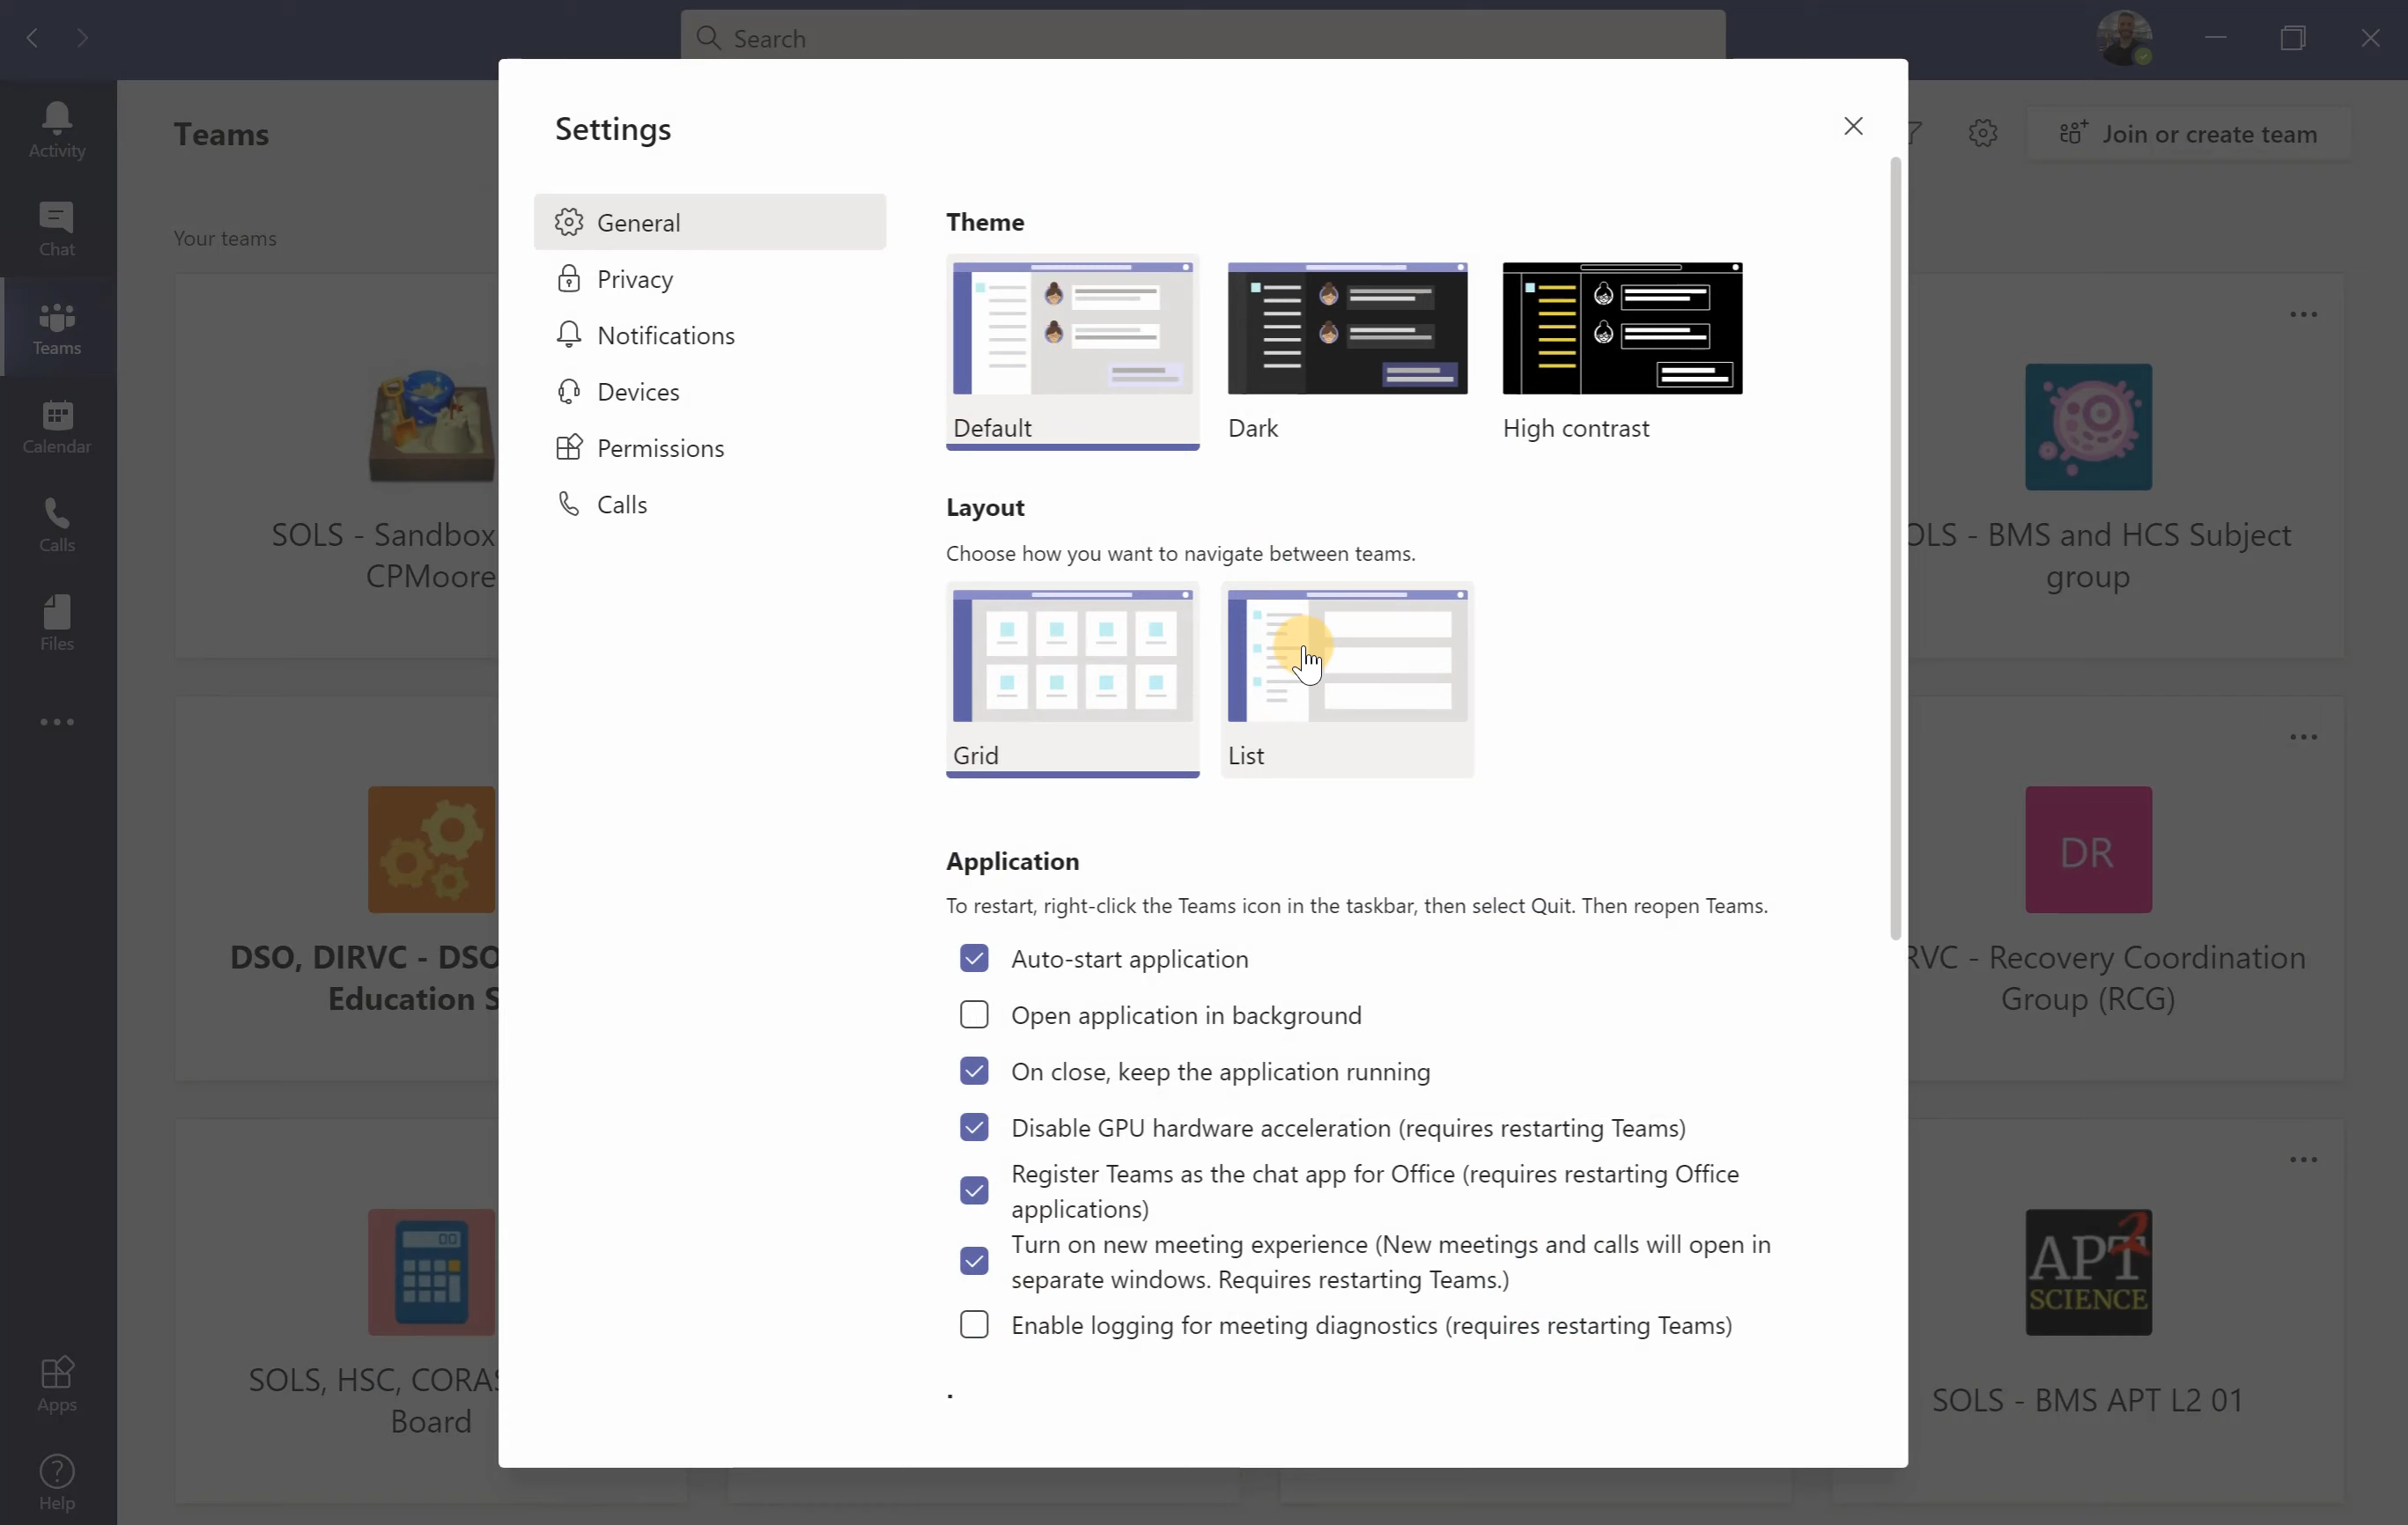 Search
Activity
Chat
Teams
Calendar
Calls
Files
Apps
Help
Teams
Join or create team
Your teams
SOLS - Sandbox
CPMoore
OLS - BMS and HCS Subject
group
DSO, DIRVC - DSO
Education S
DR
RVC - Recovery Coordination
Group (RCG)
SOLS, HSC, CORAS
Board
APT 2
SCIENCE
SOLS - BMS APT L2 01
Settings
General
Privacy
Notifications
Devices
Permissions
Calls
Theme
Default
Dark
High contrast
Layout
Choose how you want to navigate between teams.
Grid
List
Application
To restart, right-click the Teams icon in the taskbar, then select Quit. Then reopen Teams.
Auto-start application
Open application in background
On close, keep the application running
Disable GPU hardware acceleration (requires restarting Teams)
Register Teams as the chat app for Office (requires restarting Office
applications)
Turn on new meeting experience (New meetings and calls will open in
separate windows. Requires restarting Teams.)
Enable logging for meeting diagnostics (requires restarting Teams)